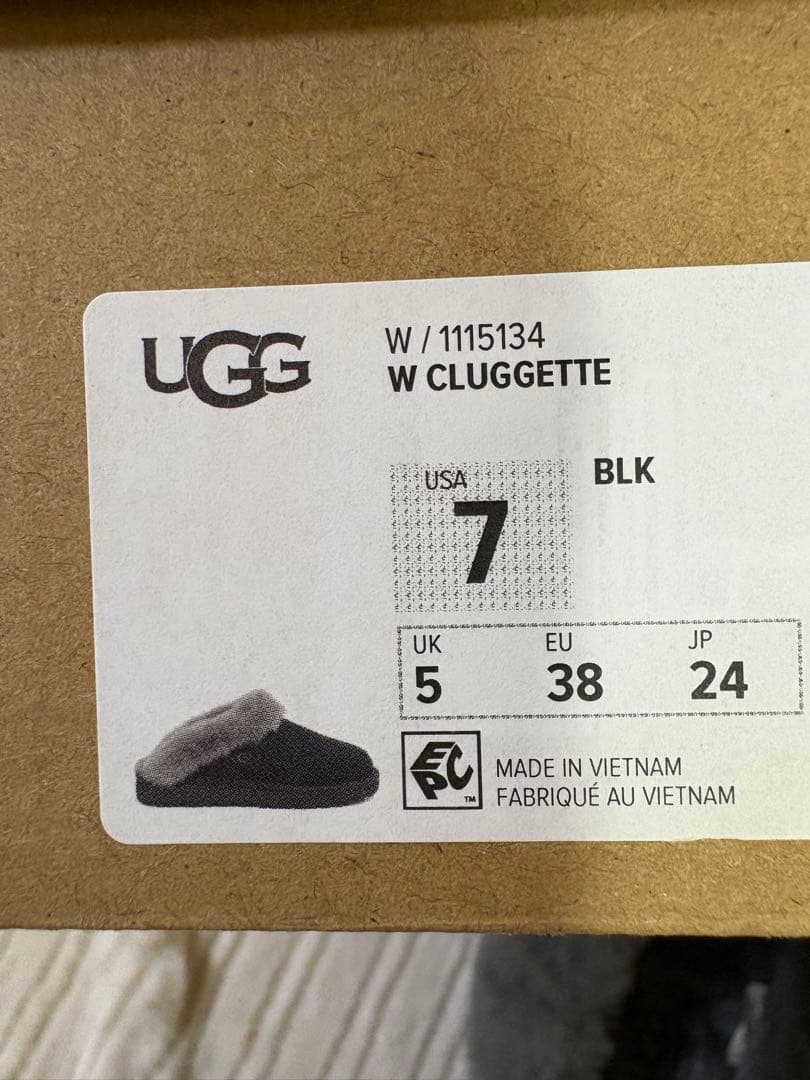 UGG
W / 1115134
W CLUGGETTE
USA
7
BLK
UK EU JP
5 38 24
EPC TM
MADE IN VIETNAM
FABRIQUÉ AU VIETNAM